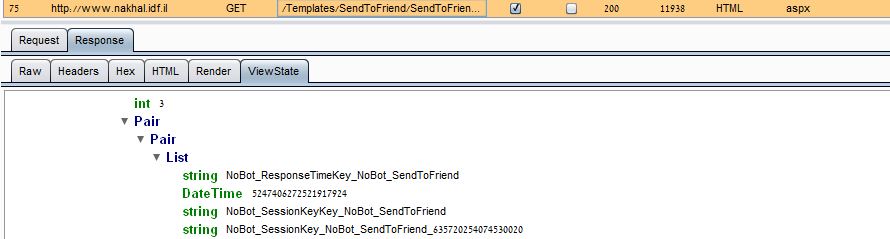 75 http://www.nakhal.idf.il GET /Templates/SendToFriend/SendToFrien... 200 11938 HTML aspx
Request Response
Raw Headers Hex HTML Render ViewState
int 3
Pair
Pair
List
string NoBot_ResponseTimeKey_NoBot_SendToFriend
DateTime 5247406272521917924
string NoBot_SessionKeyKey_NoBot_SendToFriend
string NoBot_SessionKey_NoBot_SendToFriend_635720254074530020